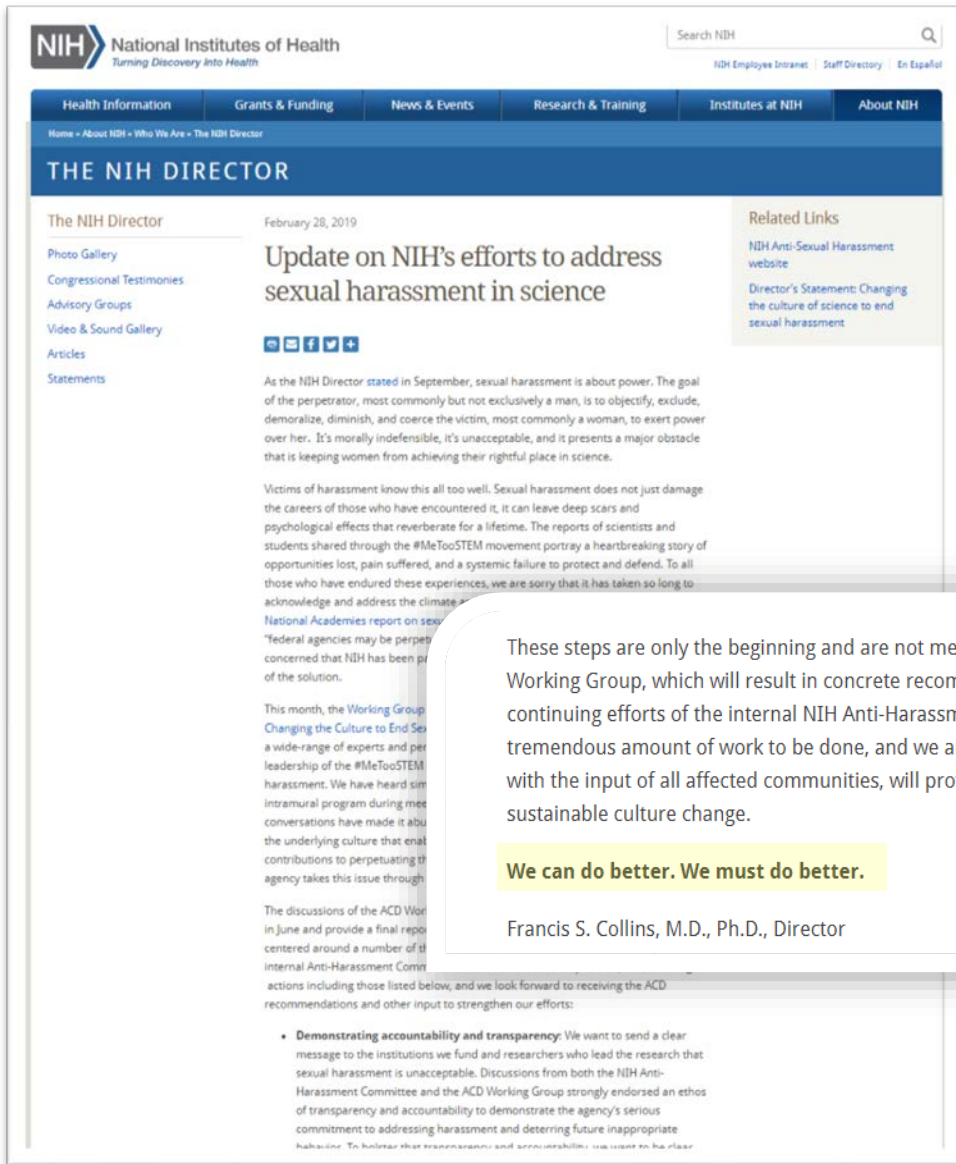 NIH National Institutes of Health
Turning Discovery Into Health
Search NIH
NIH Employee Intranet | Staff Directory | En Español
Health Information Grants & Funding News & Events Research & Training Institutes at NIH About NIH
Home » About NIH » Who We Are » The NIH Director
THE NIH DIRECTOR
The NIH Director
Photo Gallery
Congressional Testimonies
Advisory Groups
Video & Sound Gallery
Articles
Statements
February 28, 2019
Update on NIH’s efforts to address
sexual harassment in science
As the NIH Director stated in September, sexual harassment is about power. The goal
of the perpetrator, most commonly but not exclusively a man, is to objectify, exclude,
demoralize, diminish, and coerce the victim, most commonly a woman, to exert power
over her. It’s morally indefensible, it’s unacceptable, and it presents a major obstacle
that is keeping women from achieving their rightful place in science.
Victims of harassment know this all too well. Sexual harassment does not just damage
the careers of those who have encountered it, it can leave deep scars and
psychological effects that reverberate for a lifetime. The reports of scientists and
students shared through the #MeTooSTEM movement portray a heartbreaking story of
opportunities lost, pain suffered, and a systemic failure to protect and defend. To all
those who have endured these experiences, we are sorry that it has taken so long to
acknowledge and address the climate
National Academies report on
“federal agencies may be
concerned that NIH has been
of the solution.
This month, the Working Group
Changing the Culture to End
a wide-range of experts and
leadership of the #MeTooSTEM
harassment. We have heard
intramural program during
conversations have made it
the underlying culture that
contributions to perpetuating
agency takes this issue through
The discussions of the ACD
in June and provide a final
centered around a number of
internal Anti-Harassment
actions including those listed below, and we look forward to receiving the ACD
recommendations and other input to strengthen our efforts:
• Demonstrating accountability and transparency: We want to send a clear
message to the institutions we fund and researchers who lead the research that
sexual harassment is unacceptable. Discussions from both the NIH Anti-
Harassment Committee and the ACD Working Group strongly endorsed an ethos
of transparency and accountability to demonstrate the agency’s serious
commitment to addressing harassment and deterring future inappropriate
behavior. To bolster that transparency and accountability, we want to be clear
Related Links
NIH Anti-Sexual Harassment
website
Director’s Statement: Changing
the culture of science to end
sexual harassment
These steps are only the beginning and are not me
Working Group, which will result in concrete recom
continuing efforts of the internal NIH Anti-Harassm
tremendous amount of work to be done, and we a
with the input of all affected communities, will pro
sustainable culture change.
We can do better. We must do better.
Francis S. Collins, M.D., Ph.D., Director